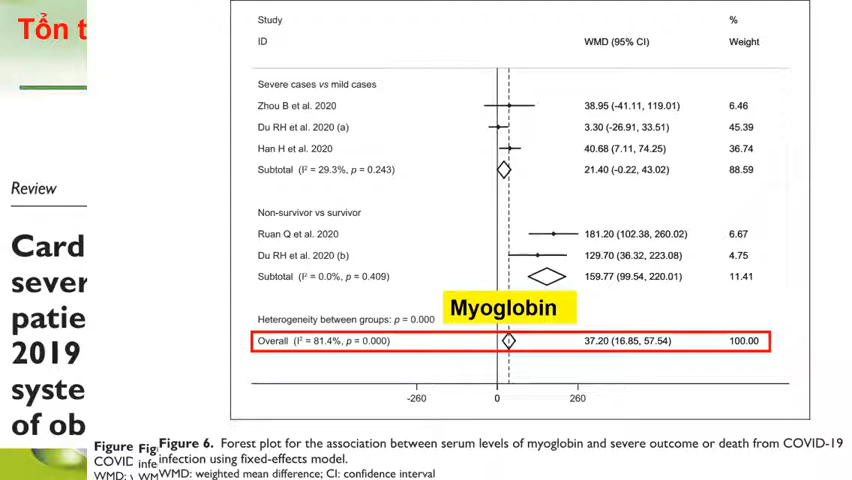 Tổn t
Review
Card
sever
patie
2019
syste
of ob
Study %
ID WMD (95% CI) Weight
Severe cases vs mild cases
Zhou B et al. 2020 38.95 (-41.11, 119.01) 6.46
Du RH et al. 2020 (a) 3.30 (-26.91, 33.51) 45.39
Han H et al. 2020 40.68 (7.11, 74.25) 36.74
Subtotal (I² = 29.3%, p = 0.243) 21.40 (-0.22, 43.02) 88.59
Non-survivor vs survivor
Ruan Q et al. 2020 181.20 (102.38, 260.02) 6.67
Du RH et al. 2020 (b) 129.70 (36.32, 223.08) 4.75
Subtotal (I² = 0.0%, p = 0.409) 159.77 (99.54, 220.01) 11.41
Myoglobin
Heterogeneity between groups: p = 0.000
Overall (I² = 81.4%, p = 0.000) 37.20 (16.85, 57.54) 100.00
-260 0 260
Figure Fig Figure 6. Forest plot for the association between serum levels of myoglobin and severe outcome or death from COVID-19
COVID infe infection using fixed-effects model.
WMD: WM WMD: weighted mean difference; CI: confidence interval